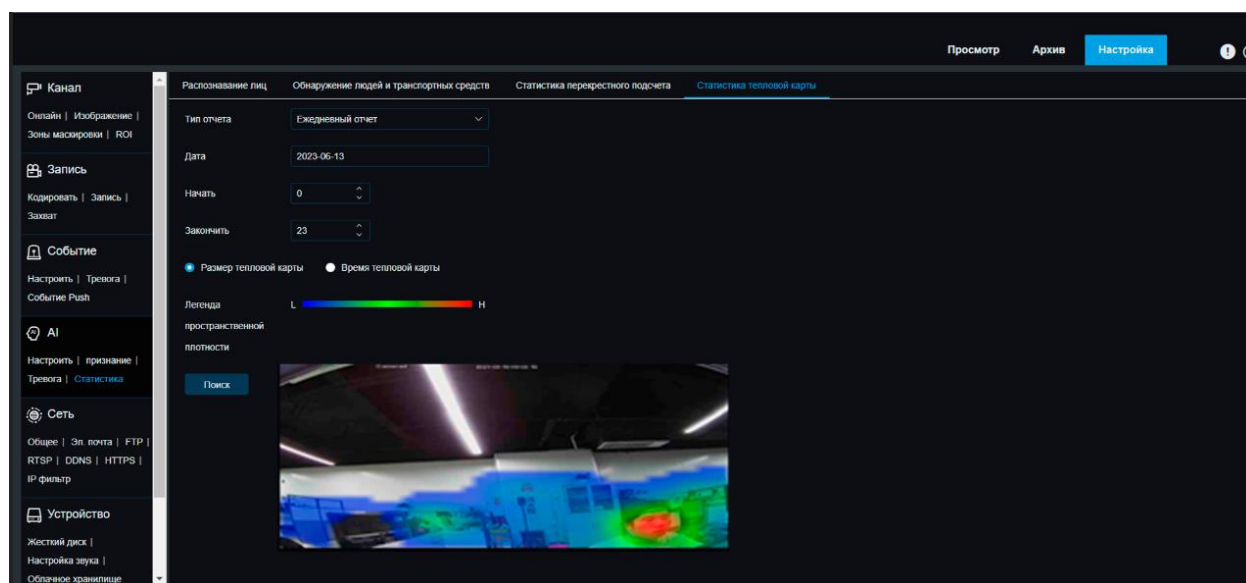 Просмотр Архив Настройка
Канал
Онлайн | Изображение |
Зоны маскировки | ROI
Запись
Кодировать | Запись |
Захват
Событие
Настроить | Тревога |
Событие Push
AI
Настроить | признание |
Тревога | Статистика
Сеть
Общее | Эл. почта | FTP |
RTSP | DDNS | HTTPS |
IP фильтр
Устройство
Жесткий диск |
Настройка звука |
Облачное хранилище
Распознавание лиц Обнаружение людей и транспортных средств Статистика перекрестного подсчета Статистика тепловой карты
Тип отчета Ежедневный отчет
Дата 2023-06-13
Начать 0
Закончить 23
Размер тепловой карты Время тепловой карты
Легенда L H
пространственной
плотности
Поиск